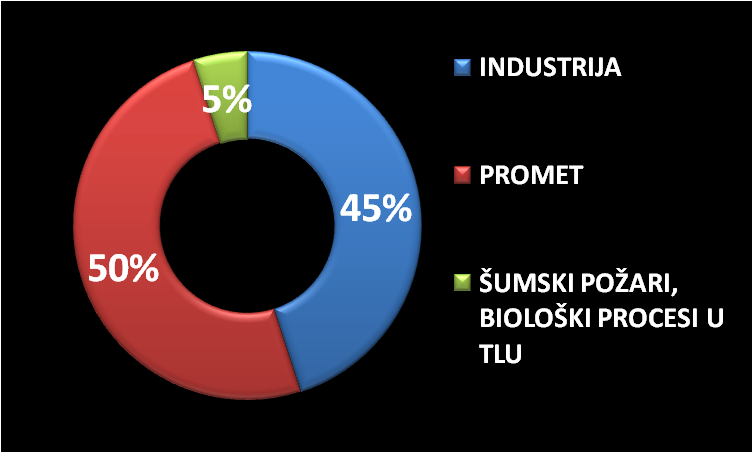 5%
45%
50%
INDUSTRIJA
PROMET
ŠUMSKI POŽARI,
BIOLOŠKI PROCESI U
TLU